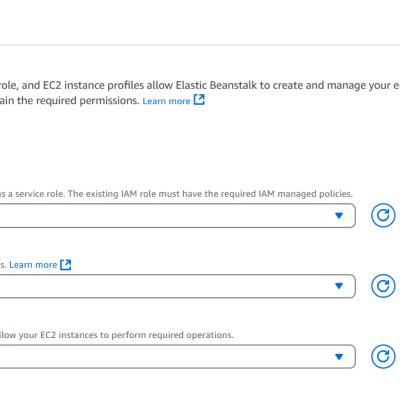 role, and EC2 instance profiles allow Elastic Beanstalk to create and manage your
ain the required permissions. Learn more
as a service role. The existing IAM role must have the required IAM managed policies.
s. Learn more
llow your EC2 instances to perform required operations.